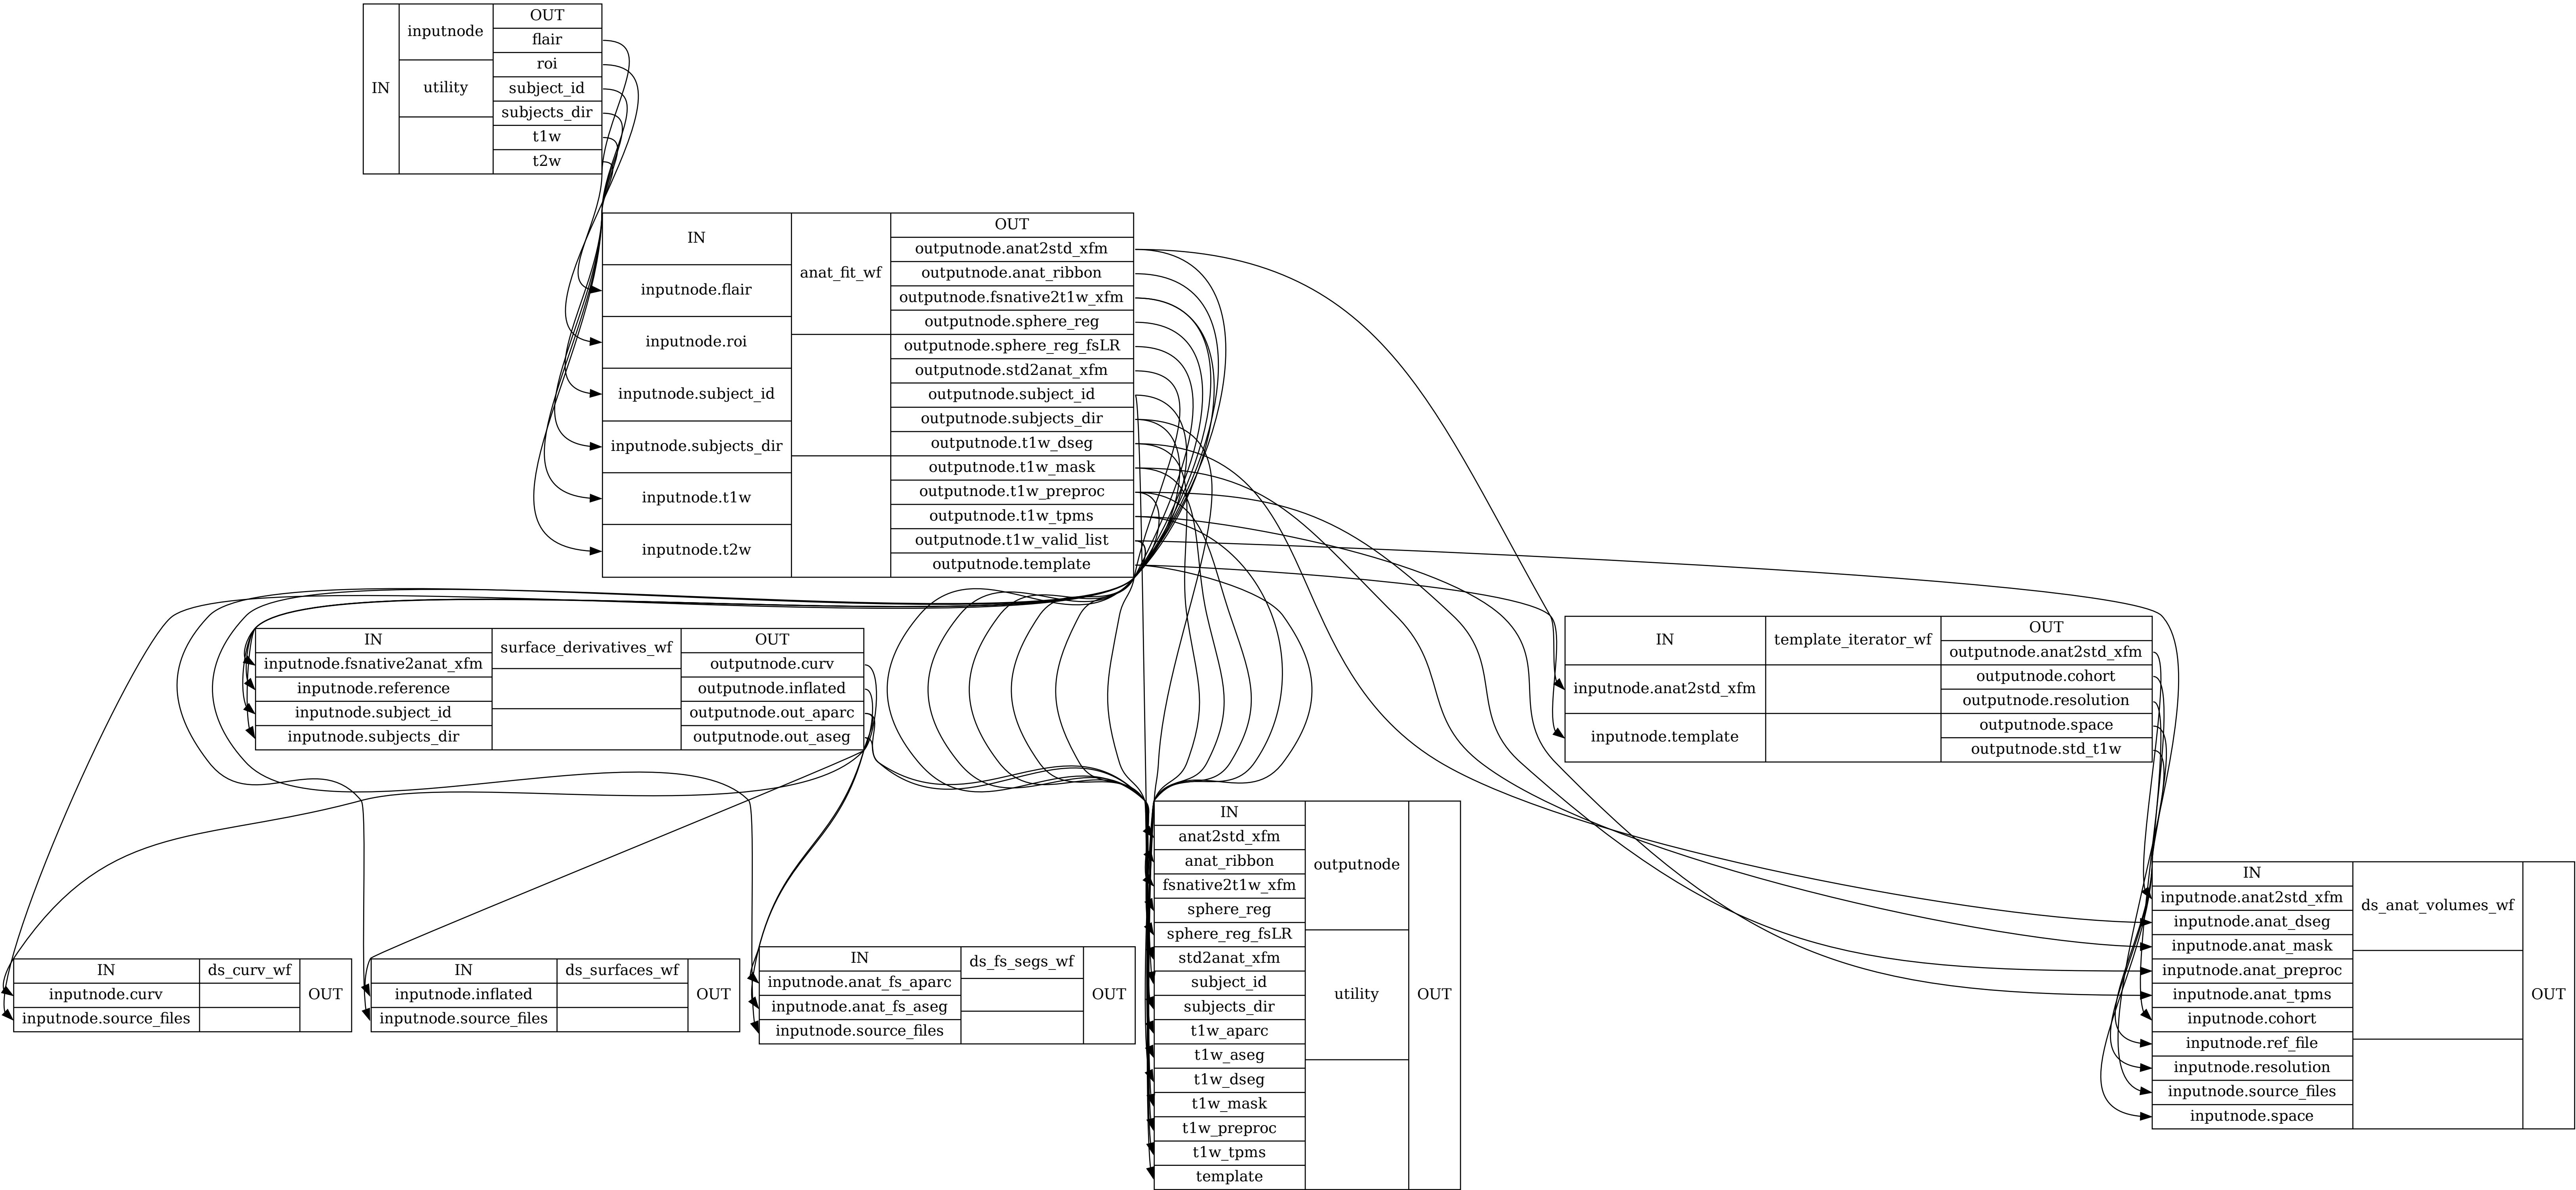 IN
inputnode
utility
OUT
flair
roi
subject_id
subjects_dir
t1w
t2w
IN
inputnode.flair
inputnode.roi
inputnode.subject_id
inputnode.subjects_dir
inputnode.t1w
inputnode.t2w
anat_fit_wf
OUT
outputnode.anat2std_xfm
outputnode.anat_ribbon
outputnode.fsnative2t1w_xfm
outputnode.sphere_reg
outputnode.sphere_reg_fsLR
outputnode.std2anat_xfm
outputnode.subject_id
outputnode.subjects_dir
outputnode.t1w_dseg
outputnode.t1w_mask
outputnode.t1w_preproc
outputnode.t1w_tpms
outputnode.t1w_valid_list
outputnode.template
IN
inputnode.fsnative2anat_xfm
inputnode.reference
inputnode.subject_id
inputnode.subjects_dir
surface_derivatives_wf
OUT
outputnode.curv
outputnode.inflated
outputnode.out_aparc
outputnode.out_aseg
IN
inputnode.anat2std_xfm
inputnode.template
template_iterator_wf
OUT
outputnode.anat2std_xfm
outputnode.cohort
outputnode.resolution
outputnode.space
outputnode.std_t1w
IN
inputnode.curv
inputnode.source_files
ds_curv_wf
OUT
IN
inputnode.inflated
inputnode.source_files
ds_surfaces_wf
OUT
IN
inputnode.anat_fs_aparc
inputnode.anat_fs_aseg
inputnode.source_files
ds_fs_segs_wf
OUT
IN
anat2std_xfm
anat_ribbon
fsnative2t1w_xfm
sphere_reg
sphere_reg_fsLR
std2anat_xfm
subject_id
subjects_dir
t1w_aparc
t1w_aseg
t1w_dseg
t1w_mask
t1w_preproc
t1w_tpms
template
outputnode
utility
OUT
IN
inputnode.anat2std_xfm
inputnode.anat_dseg
inputnode.anat_mask
inputnode.anat_preproc
inputnode.anat_tpms
inputnode.cohort
inputnode.ref_file
inputnode.resolution
inputnode.source_files
inputnode.space
ds_anat_volumes_wf
OUT